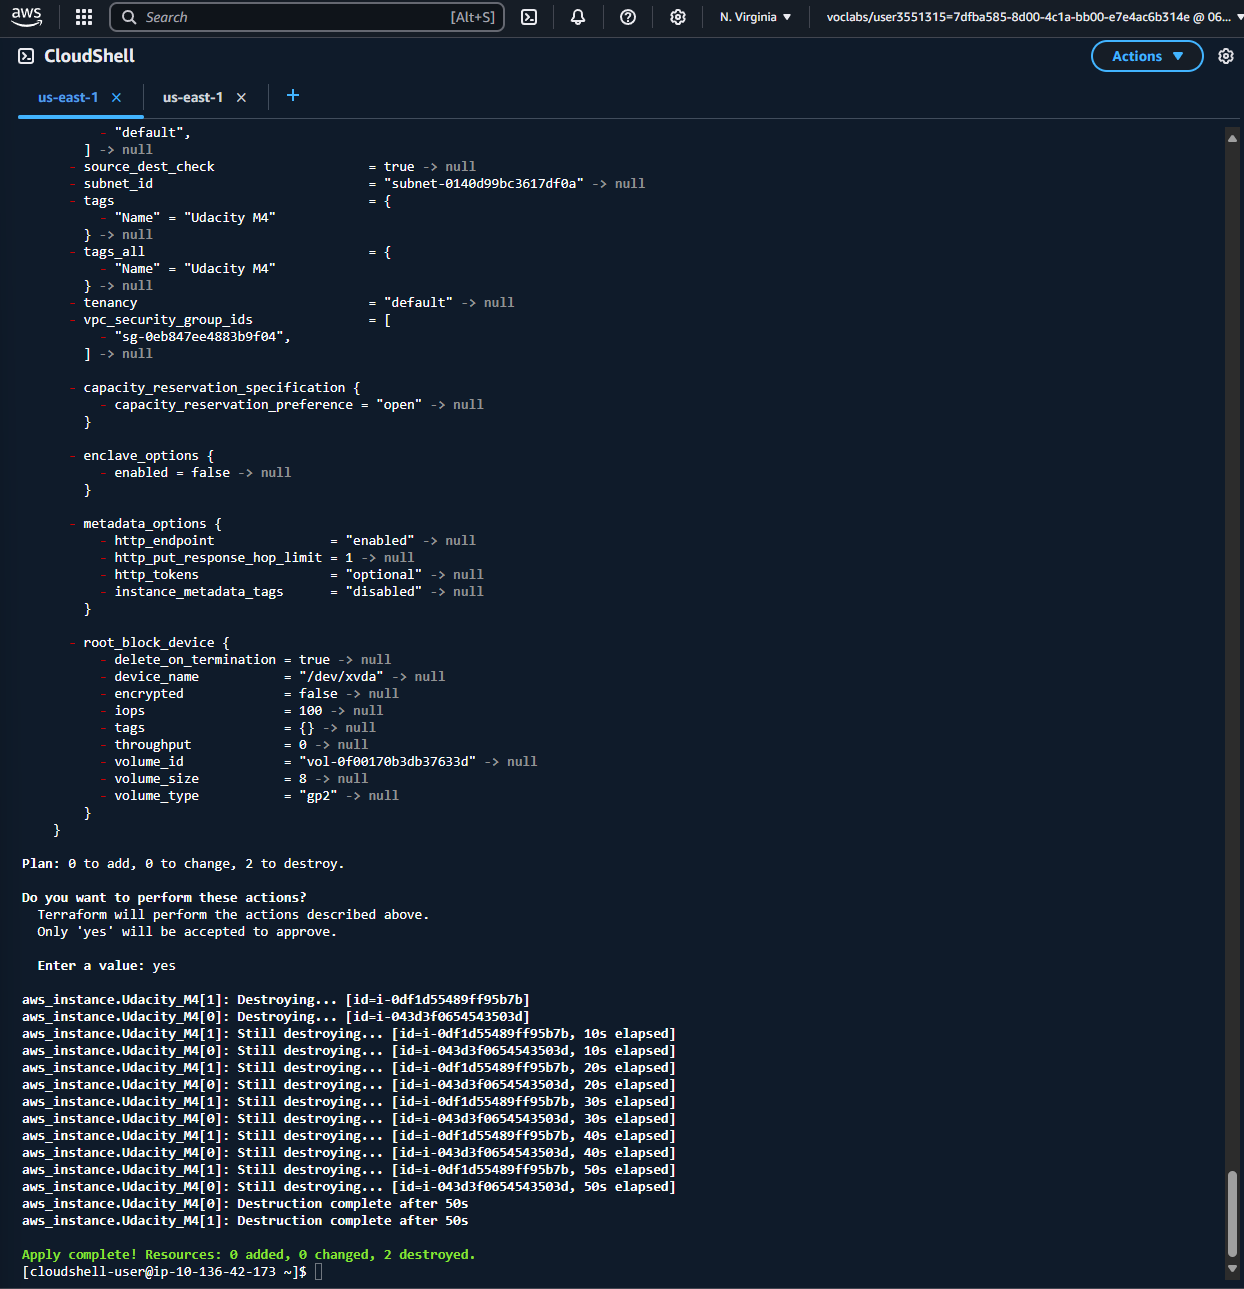 aws
Search [Alt+S]
N. Virginia
voclabs/user3551315=7dfba585-8d00-4c1a-bb00-e7e4ac6b314e @ 06...
CloudShell
Actions
us-east-1 ×
us-east-1 ×
+
- "default",
] -> null
- source_dest_check = true -> null
- subnet_id = "subnet-0140d99bc3617df0a" -> null
- tags = {
- "Name" = "Udacity M4"
} -> null
- tags_all = {
- "Name" = "Udacity M4"
} -> null
- tenancy = "default" -> null
- vpc_security_group_ids = [
- "sg-0eb847ee4883b9f04",
] -> null
- capacity_reservation_specification {
- capacity_reservation_preference = "open" -> null
}
- enclave_options {
- enabled = false -> null
}
- metadata_options {
- http_endpoint = "enabled" -> null
- http_put_response_hop_limit = 1 -> null
- http_tokens = "optional" -> null
- instance_metadata_tags = "disabled" -> null
}
- root_block_device {
- delete_on_termination = true -> null
- device_name = "/dev/xvda" -> null
- encrypted = false -> null
- iops = 100 -> null
- tags = {} -> null
- throughput = 0 -> null
- volume_id = "vol-0f00170b3db37633d" -> null
- volume_size = 8 -> null
- volume_type = "gp2" -> null
}
}
Plan: 0 to add, 0 to change, 2 to destroy.
Do you want to perform these actions?
Terraform will perform the actions described above.
Only 'yes' will be accepted to approve.
Enter a value: yes
aws_instance.Udacity_M4[1]: Destroying... [id=i-0df1d55489ff95b7b]
aws_instance.Udacity_M4[0]: Destroying... [id=i-043d3f0654543503d]
aws_instance.Udacity_M4[1]: Still destroying... [id=i-0df1d55489ff95b7b, 10s elapsed]
aws_instance.Udacity_M4[0]: Still destroying... [id=i-043d3f0654543503d, 10s elapsed]
aws_instance.Udacity_M4[1]: Still destroying... [id=i-0df1d55489ff95b7b, 20s elapsed]
aws_instance.Udacity_M4[0]: Still destroying... [id=i-043d3f0654543503d, 20s elapsed]
aws_instance.Udacity_M4[1]: Still destroying... [id=i-0df1d55489ff95b7b, 30s elapsed]
aws_instance.Udacity_M4[0]: Still destroying... [id=i-043d3f0654543503d, 30s elapsed]
aws_instance.Udacity_M4[1]: Still destroying... [id=i-0df1d55489ff95b7b, 40s elapsed]
aws_instance.Udacity_M4[0]: Still destroying... [id=i-043d3f0654543503d, 40s elapsed]
aws_instance.Udacity_M4[1]: Still destroying... [id=i-0df1d55489ff95b7b, 50s elapsed]
aws_instance.Udacity_M4[0]: Still destroying... [id=i-043d3f0654543503d, 50s elapsed]
aws_instance.Udacity_M4[0]: Destruction complete after 50s
aws_instance.Udacity_M4[1]: Destruction complete after 50s
Apply complete! Resources: 0 added, 0 changed, 2 destroyed.
[cloudshell-user@ip-10-136-42-173 ~]$